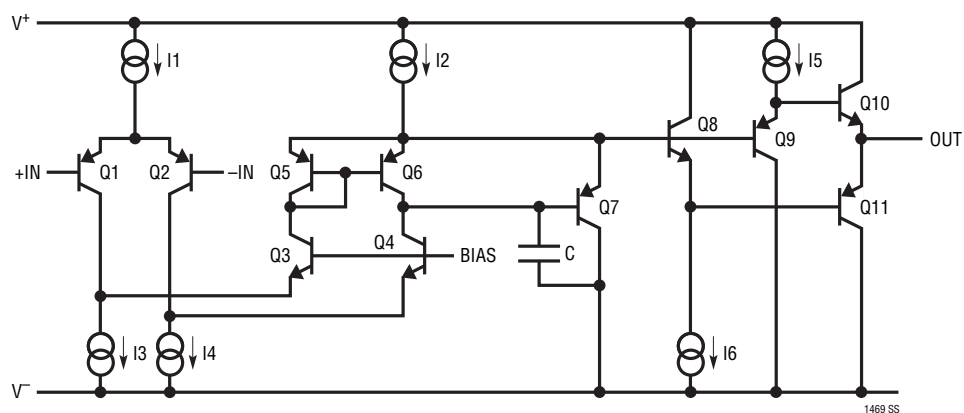 V+
I1
I2
I5
Q10
Q8
Q9
OUT
+IN
Q1
Q2
–IN
Q5
Q6
Q7
Q11
Q3
Q4
BIAS
C
I3
I4
I6
V–
1469 SS